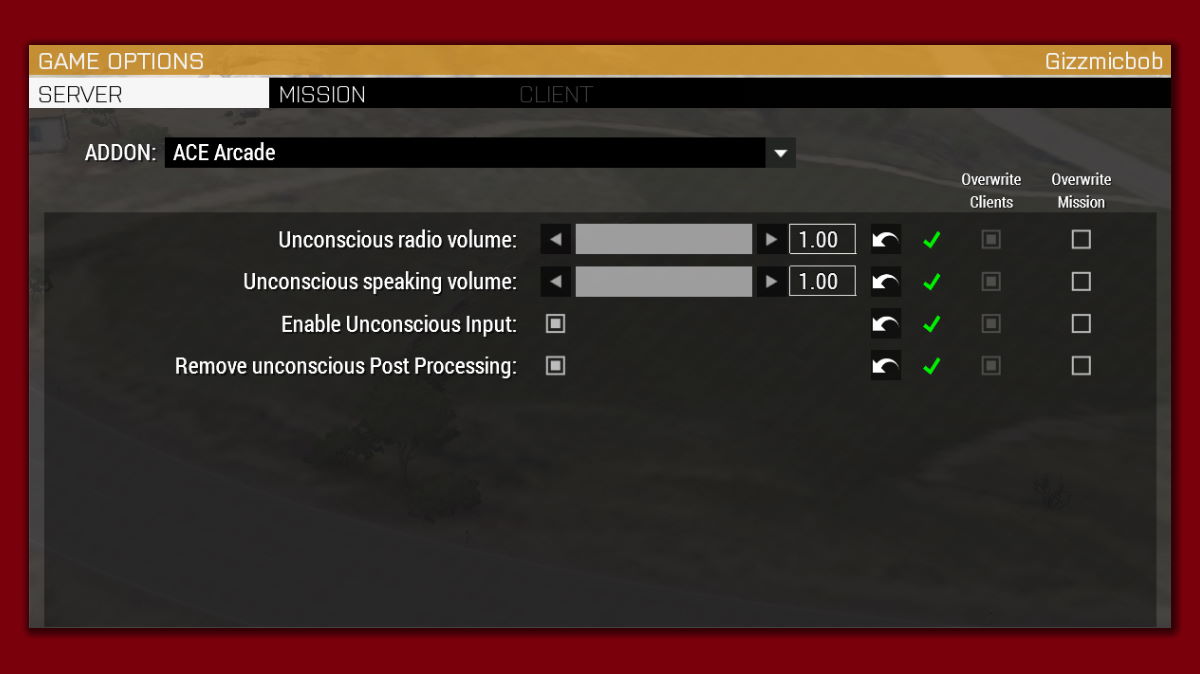 GAME OPTIONS Gizzmicbob
SERVER MISSION CLIENT
ADDON: ACE Arcade
Overwrite Clients Overwrite Mission
Unconscious radio volume: 1.00
Unconscious speaking volume: 1.00
Enable Unconscious Input:
Remove unconscious Post Processing: